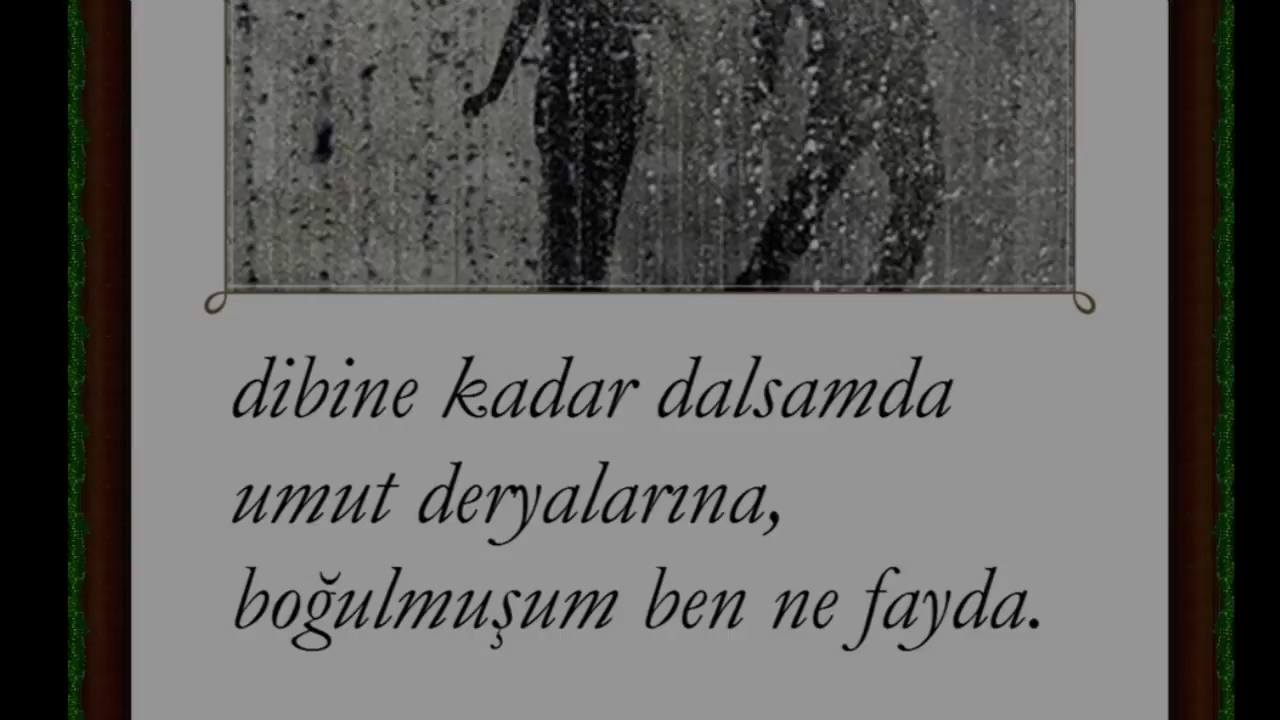 dibine kadar dalsamda
umut deryalarına,
boğulmuşum ben ne fayda.